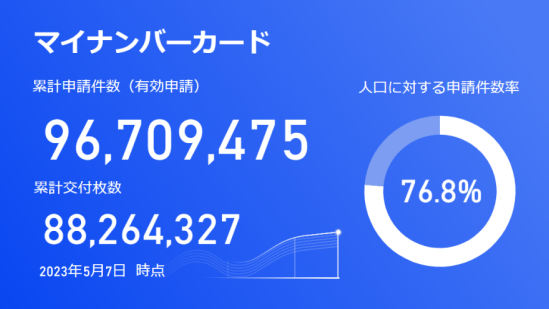 マイナンバーカード
累計申請件数（有効申請）
96,709,475
累計交付枚数
88,264,327
2023年5月7日 時点
人口に対する申請件数率
76.8%